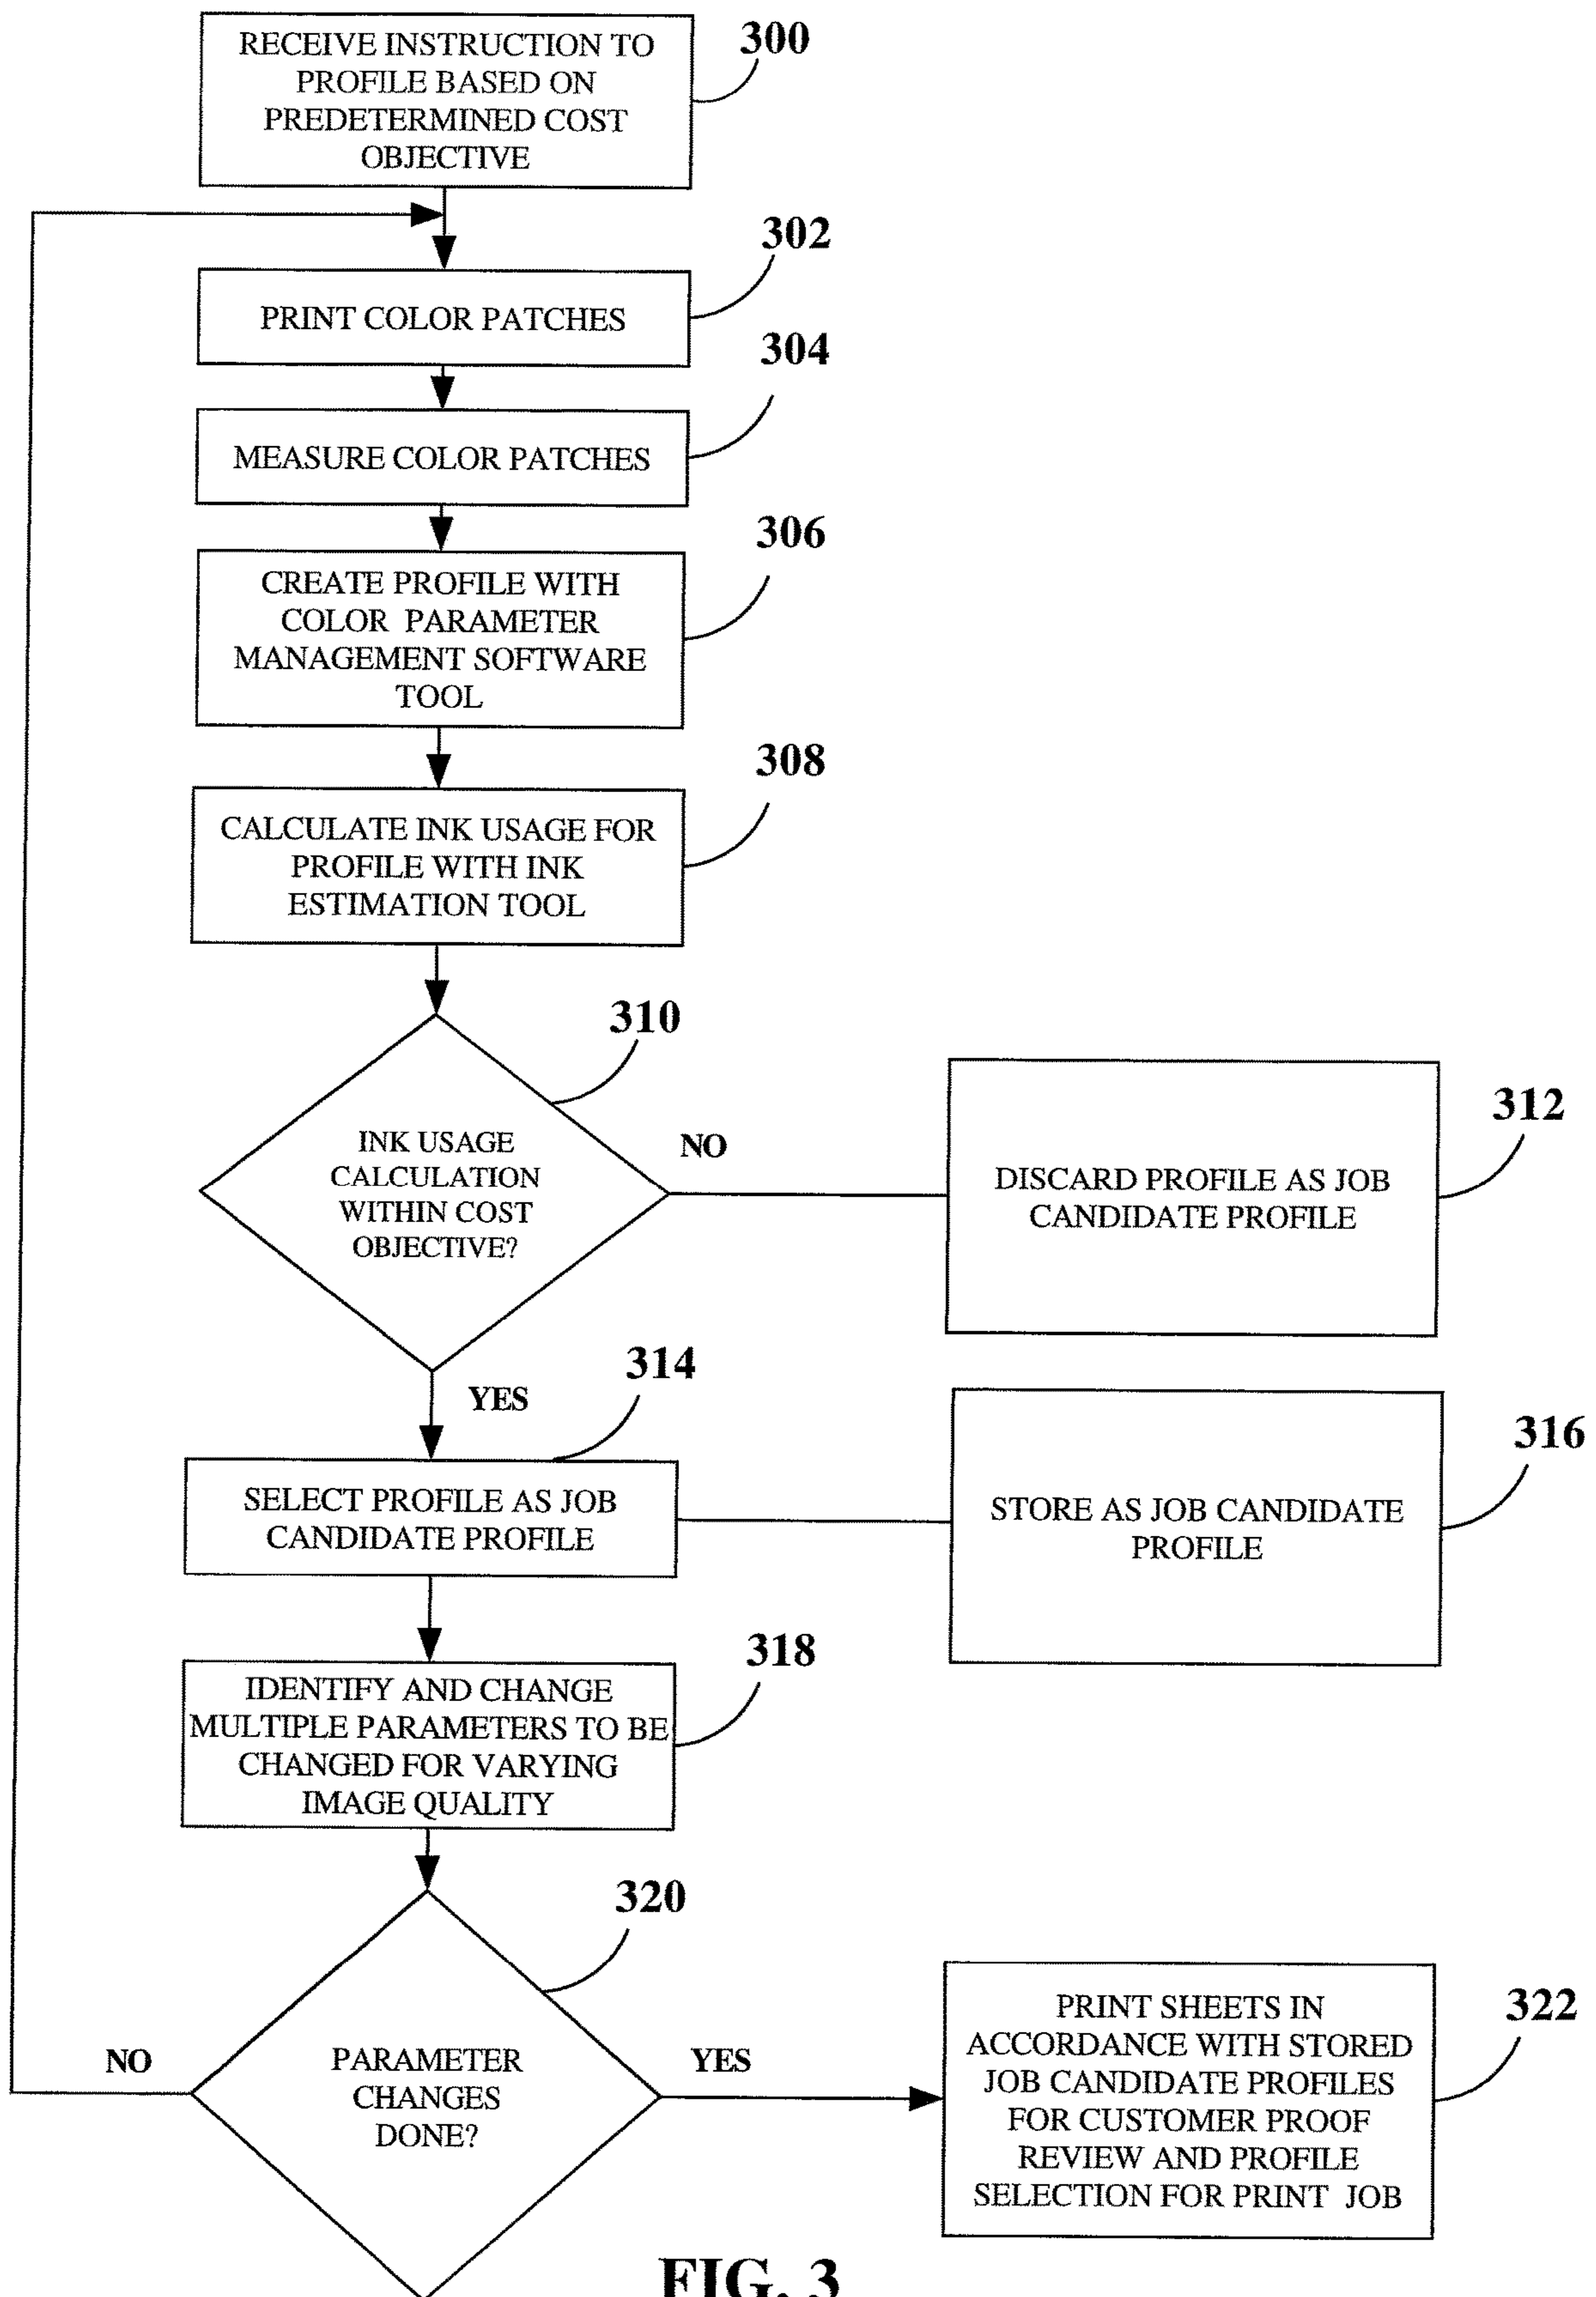 RECEIVE INSTRUCTION TO
PROFILE BASED ON
PREDETERMINED COST
OBJECTIVE
300
302
PRINT COLOR PATCHES
304
MEASURE COLOR PATCHES
306
CREATE PROFILE WITH
COLOR PARAMETER
MANAGEMENT SOFTWARE
TOOL
308
CALCULATE INK USAGE FOR
PROFILE WITH INK
ESTIMATION TOOL
310
INK USAGE
CALCULATION
WITHIN COST
OBJECTIVE?
NO
312
DISCARD PROFILE AS JOB
CANDIDATE PROFILE
YES
314
SELECT PROFILE AS JOB
CANDIDATE PROFILE
316
STORE AS JOB CANDIDATE
PROFILE
318
IDENTIFY AND CHANGE
MULTIPLE PARAMETERS TO BE
CHANGED FOR VARYING
IMAGE QUALITY
320
NO
PARAMETER
CHANGES
DONE?
YES
322
PRINT SHEETS IN
ACCORDANCE WITH STORED
JOB CANDIDATE PROFILES
FOR CUSTOMER PROOF
REVIEW AND PROFILE
SELECTION FOR PRINT JOB
FIG. 3